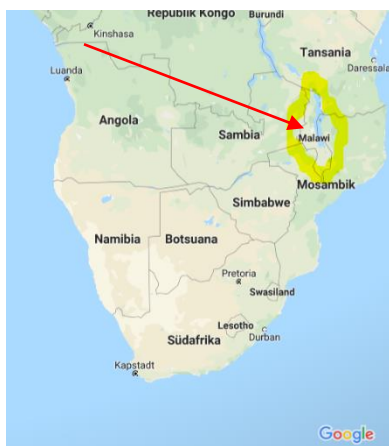 Republik Kongo
Burundi
Kinshasa
Tansania
Luanda
Daressala
Angola
Sambia
Malawi
Mosambik
Simbabwe
Namibia
Botsuana
Pretoria
Swasiland
Lesotho
Durban
Südafrika
Kapstadt
Google